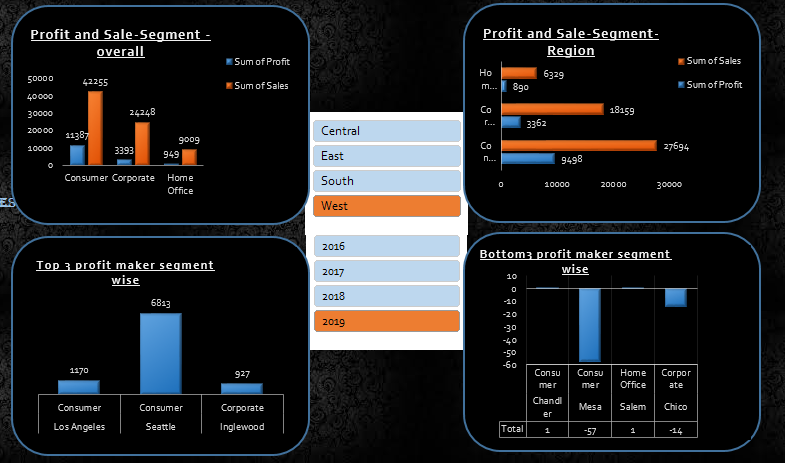 Profit and Sale-Segment -
overall
Sum of Profit
Sum of Sales
50000
40000
30000
20000
10000
0
42255
24248
11387
3393
949
9009
Consumer
Corporate
Home
Office
Profit and Sale-Segment-
Region
Sum of Sales
Sum of Profit
Ho
m...
6329
890
Co
r...
18159
3362
Co
n...
27694
9498
0
10000
20000
30000
Central
East
South
West
2016
2017
2018
2019
ES
Top 3 profit maker segment
wise
1170
6813
927
Consumer
Consumer
Corporate
Los Angeles
Seattle
Inglewood
Bottom3 profit maker segment
wise
10
0
-10
-20
-30
-40
-50
-60
Consu
mer
Consu
mer
Home
Office
Corpor
ate
Chandl
er
Mesa
Salem
Chico
Total
1
-57
1
-14